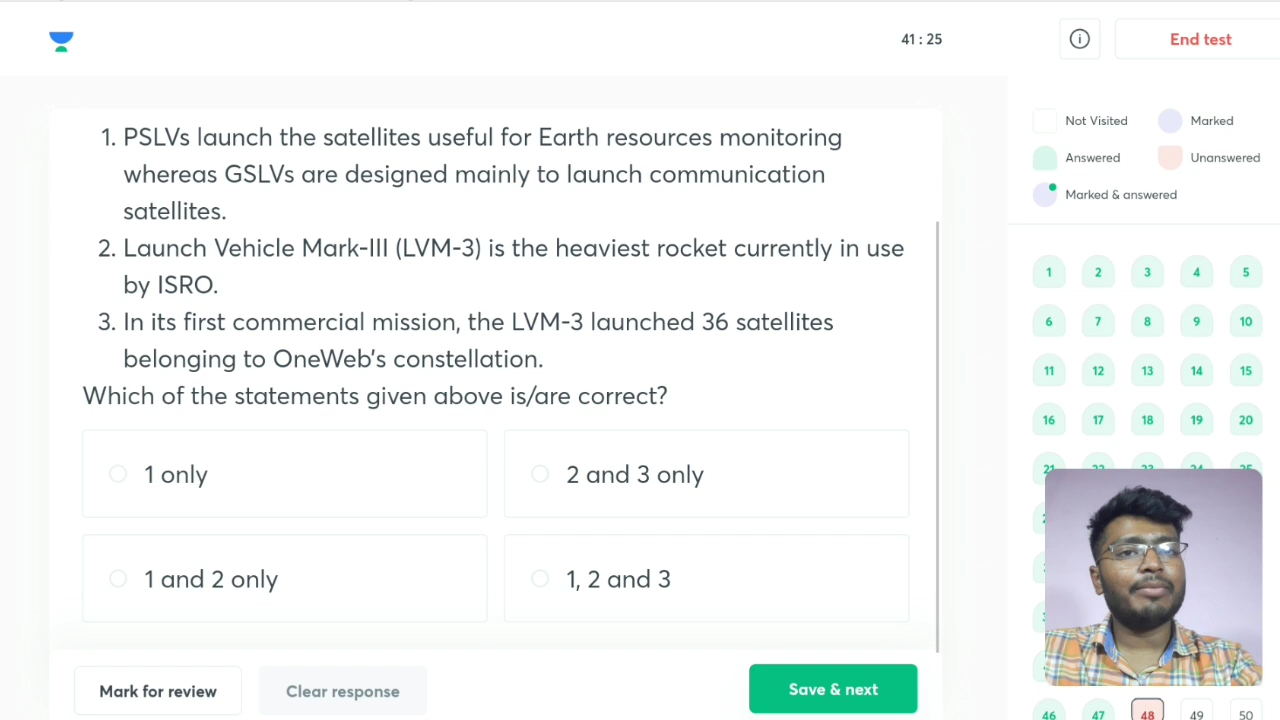 41 : 25
End test
1. PSLVs launch the satellites useful for Earth resources monitoring
whereas GSLVs are designed mainly to launch communication
satellites.
2. Launch Vehicle Mark-III (LVM-3) is the heaviest rocket currently in use
by ISRO.
3. In its first commercial mission, the LVM-3 launched 36 satellites
belonging to OneWeb's constellation.
Which of the statements given above is/are correct?
1 only
2 and 3 only
1 and 2 only
1, 2 and 3
Mark for review
Clear response
Save & next
Not Visited
Marked
Answered
Unanswered
Marked & answered
1 2 3 4 5
6 7 8 9 10
11 12 13 14 15
16 17 18 19 20
21 22 23 24 25
46 47 48 49 50